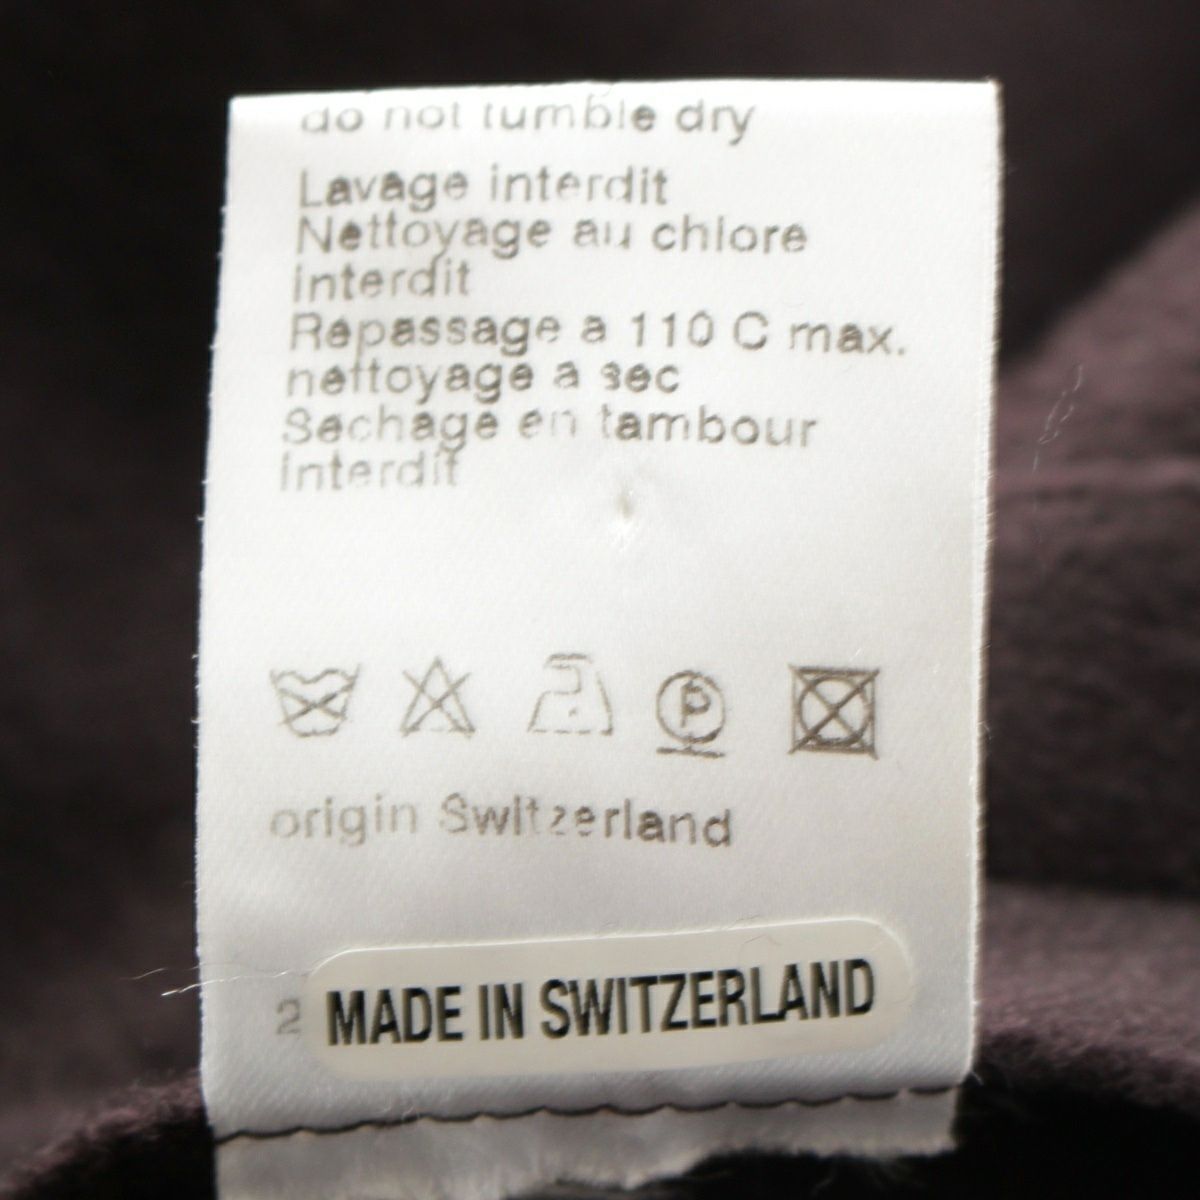 do not tumble dry
Lavage interdit
Nettoyage au chlore
interdit
Repassage a 110 C max.
nettoyage a sec
Sechage en tambour
interdit
P
origin Switzerland
2
MADE IN SWITZERLAND